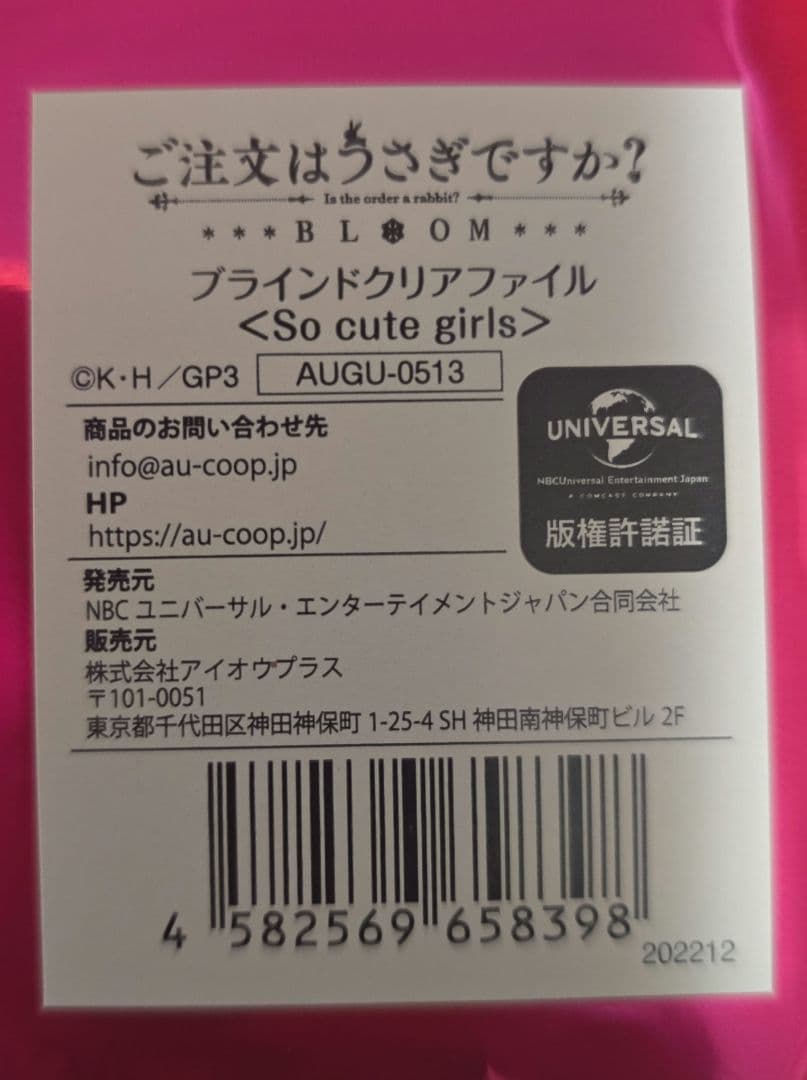 ご注文はうさぎですか?
Is the order a rabbit?
***BLOOM***
ブラインドクリアファイル
<So cute girls>
©K・H/GP3 AUGU-0513
商品のお問い合わせ先
info@au-coop.jp
HP
https://au-coop.jp/
UNIVERSAL
NBCUniversal Entertainment Japan
A COMCAST COMPANY
版権許諾証
発売元
NBC ユニバーサル・エンターテイメントジャパン合同会社
販売元
株式会社アイオウプラス
〒101-0051
東京都千代田区神田神保町 1-25-4 SH 神田南神保町ビル 2F
4 582569 658398
202212